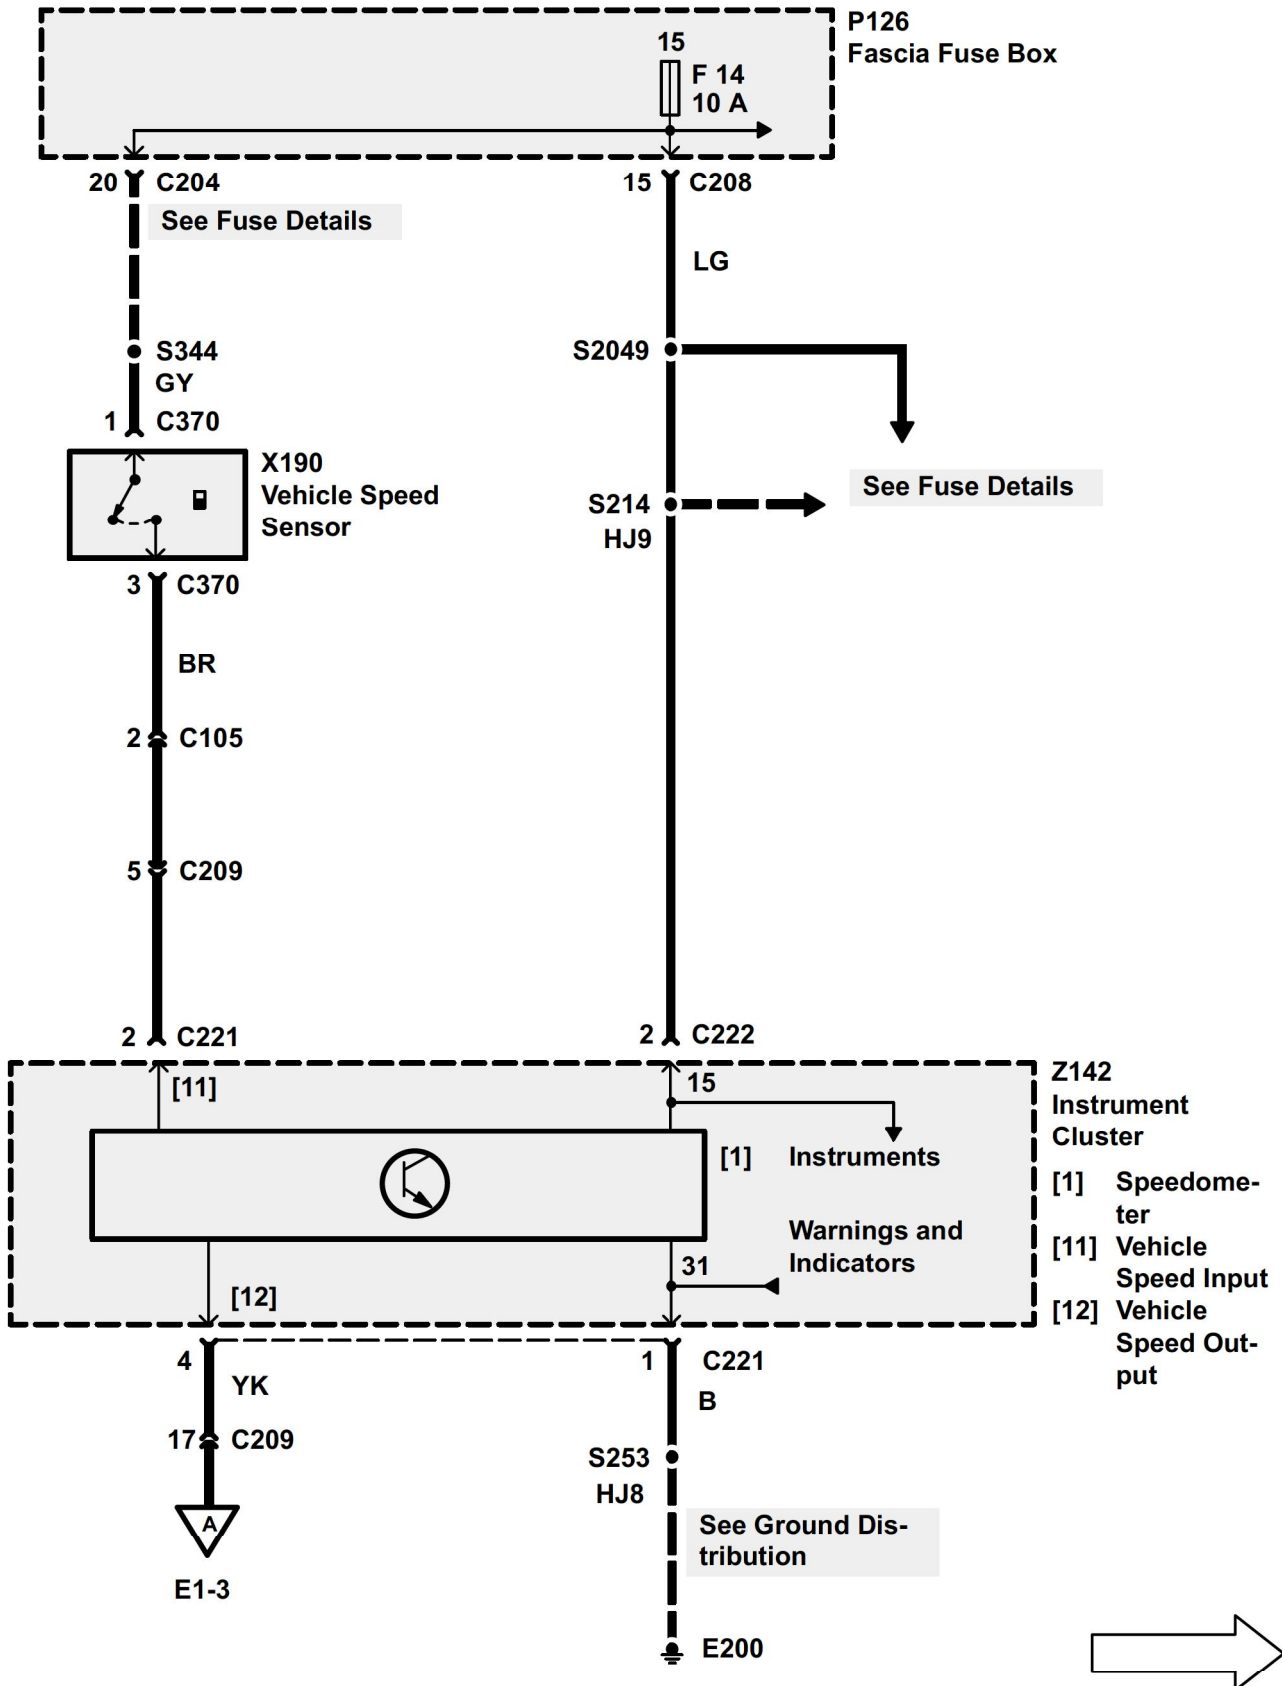 P126
Fascia Fuse Box
15
F 14
10 A
20 C204
15 C208
See Fuse Details
LG
S344
GY
S2049
1 C370
X190
Vehicle Speed
Sensor
See Fuse Details
S214
HJ9
3 C370
BR
2 C105
5 C209
2 C221
2 C222
[11]
15
Z142
Instrument
Cluster
[1] Instruments
[1] Speedome-
ter
Warnings and
Indicators
[11] Vehicle
Speed Input
31
[12]
[12] Vehicle
Speed Out-
put
4
1 C221
YK
B
17 C209
S253
HJ8
A
See Ground Dis-
tribution
E1-3
E200